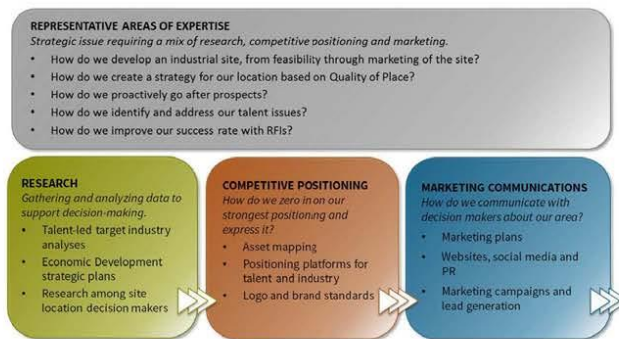 REPRESENTATIVE AREAS OF EXPERTISE
Strategic issue requiring a mix of research, competitive positioning and marketing.
• How do we develop an industrial site, from feasibility through marketing of the site?
• How do we create a strategy for our location based on Quality of Place?
• How do we proactively go after prospects?
• How do we identify and address our talent issues?
• How do we improve our success rate with RFIs?
RESEARCH
Gathering and analyzing data to
support decision-making.
• Talent-led target industry
analyses
• Economic Development
strategic plans
• Research among site
location decision makers
COMPETITIVE POSITIONING
How do we zero in on our
strongest positioning and
express it?
• Asset mapping
• Positioning platforms for
talent and industry
• Logo and brand standards
MARKETING COMMUNICATIONS
How do we communicate with
decision makers about our area?
• Marketing plans
• Websites, social media and
PR
• Marketing campaigns and
lead generation